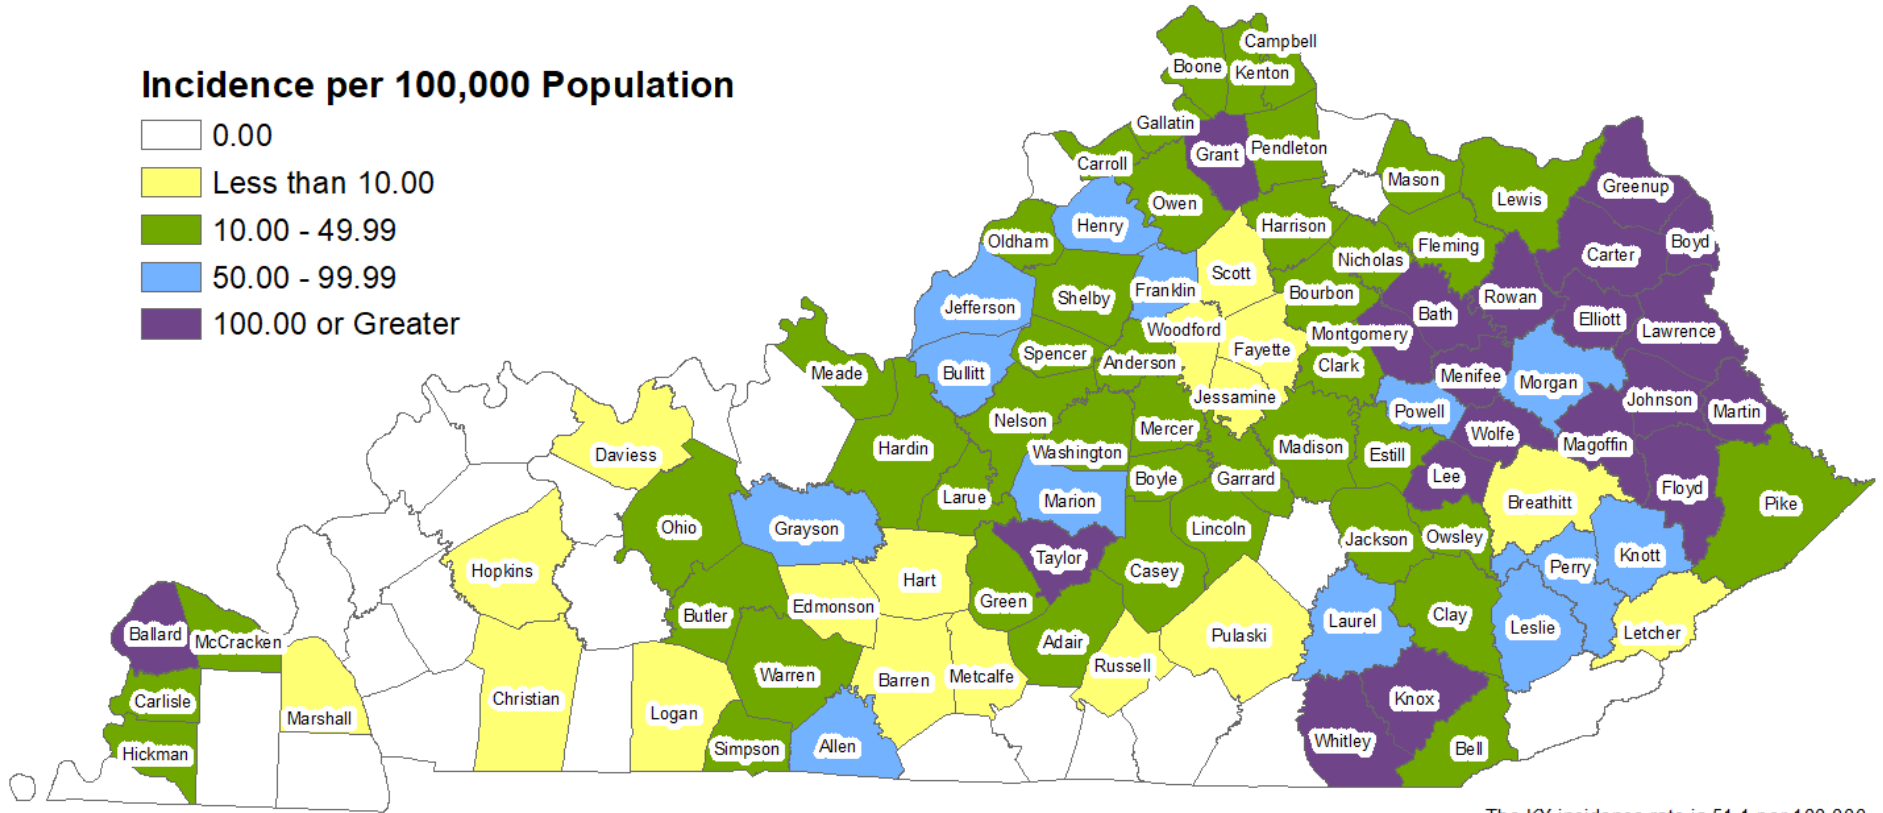 Incidence per 100,000 Population
0.00
Less than 10.00
10.00 - 49.99
50.00 - 99.99
100.00 or Greater
Campbell
Boone
Kenton
Gallatin
Grant
Pendleton
Carroll
Mason
Greenup
Lewis
Owen
Henry
Harrison
Oldham
Fleming
Boyd
Carter
Nicholas
Scott
Franklin
Bourbon
Shelby
Rowan
Jefferson
Bath
Elliott
Woodford
Montgomery
Lawrence
Fayette
Spencer
Anderson
Clark
Meade
Bullitt
Menifee
Morgan
Jessamine
Johnson
Powell
Martin
Nelson
Mercer
Wolfe
Magoffin
Hardin
Madison
Washington
Estill
Daviess
Boyle
Garrard
Lee
Floyd
Larue
Marion
Breathitt
Pike
Ohio
Grayson
Lincoln
Jackson
Owsley
Taylor
Knott
Perry
Hopkins
Casey
Hart
Green
Edmonson
Butler
Clay
Laurel
Leslie
Ballard
McCracken
Adair
Pulaski
Letcher
Russell
Warren
Barren
Metcalfe
Carlisle
Christian
Knox
Logan
Marshall
Whitley
Hickman
Simpson
Allen
Bell